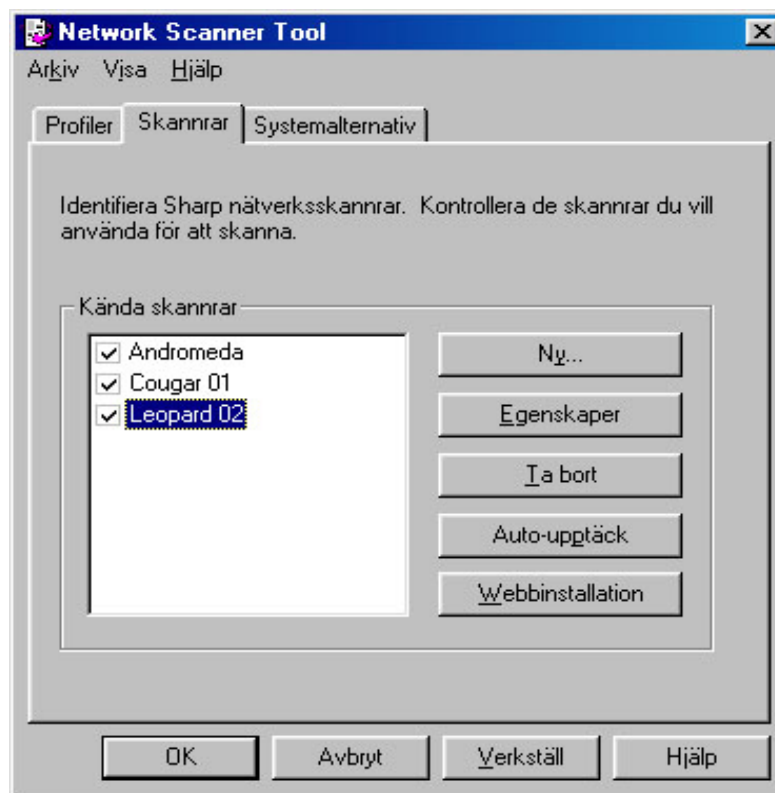 Network Scanner Tool
Arkiv Visa Hjälp
Profiler Skannrar Systemalternativ
Identifiera Sharp nätverksskannrar. Kontrollera de skannrar du vill
använda för att skanna.
Kända skannrar
Andromeda
Cougar 01
Leopard 02
Ny...
Egenskaper
Ta bort
Auto-upptäck
Webbinstallation
OK Avbryt Verkställ Hjälp